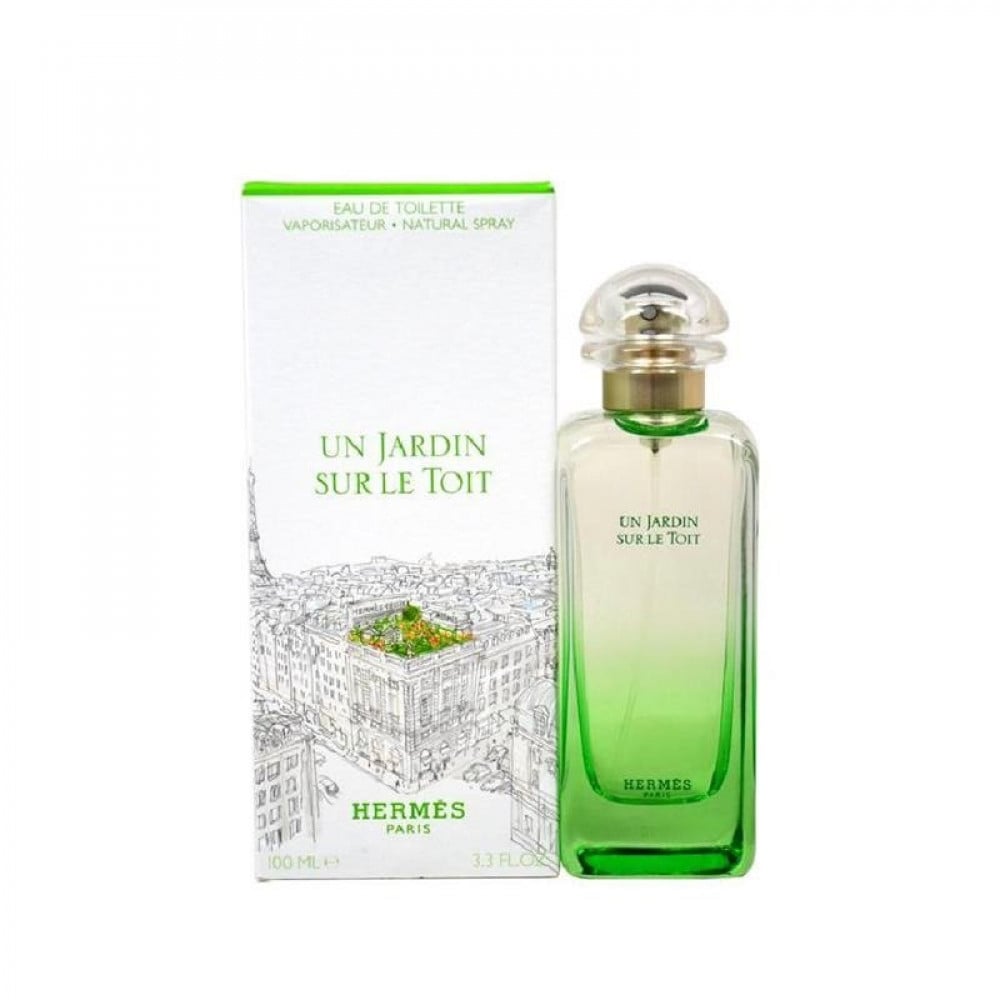 EAU DE TOILETTE
VAPORISATEUR • NATURAL SPRAY
UN JARDIN
SUR LE TOIT
HERMÈS
PARIS
100 ML ℮
3.3 FL.OZ
UN JARDIN
SUR LE TOIT
HERMÈS
PARIS